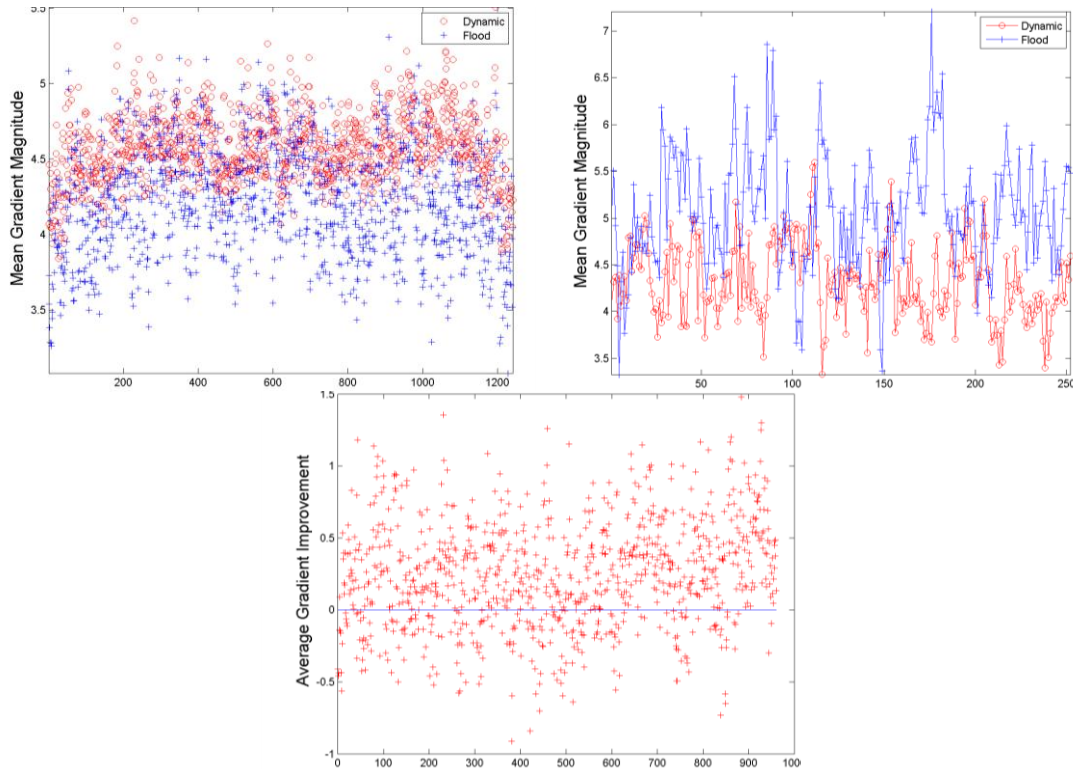 Mean Gradient Magnitude
5.5
5
4.5
4
3.5
200 400 600 800 1000 1200
Dynamic
Flood
Mean Gradient Magnitude
7
6.5
6
5.5
5
4.5
4
3.5
50 100 150 200 250
Dynamic
Flood
Average Gradient Improvement
1.5
1
0.5
0
-0.5
-1
0 100 200 300 400 500 600 700 800 900 1000